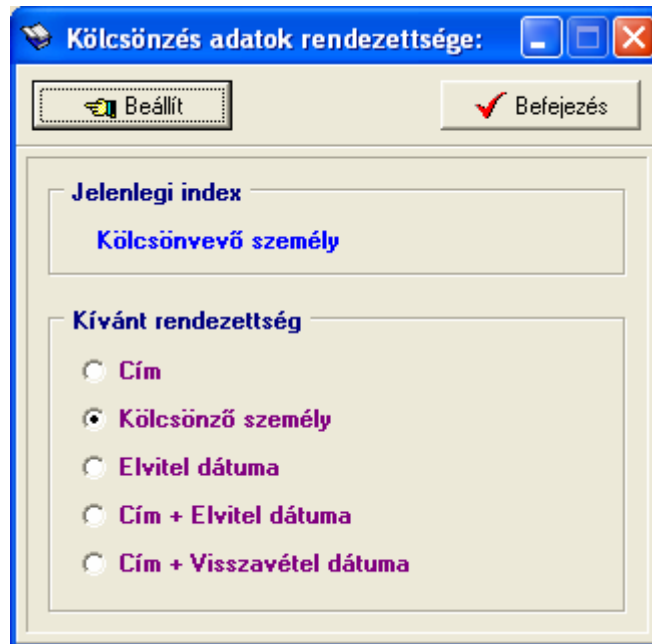 Kölcsönzés adatok rendezettsége:
Beállít
Befejezés
Jelenlegi index
Kölcsönvevő személy
Kívánt rendezettség
Cím
Kölcsönző személy
Elvitel dátuma
Cím + Elvitel dátuma
Cím + Visszavétel dátuma